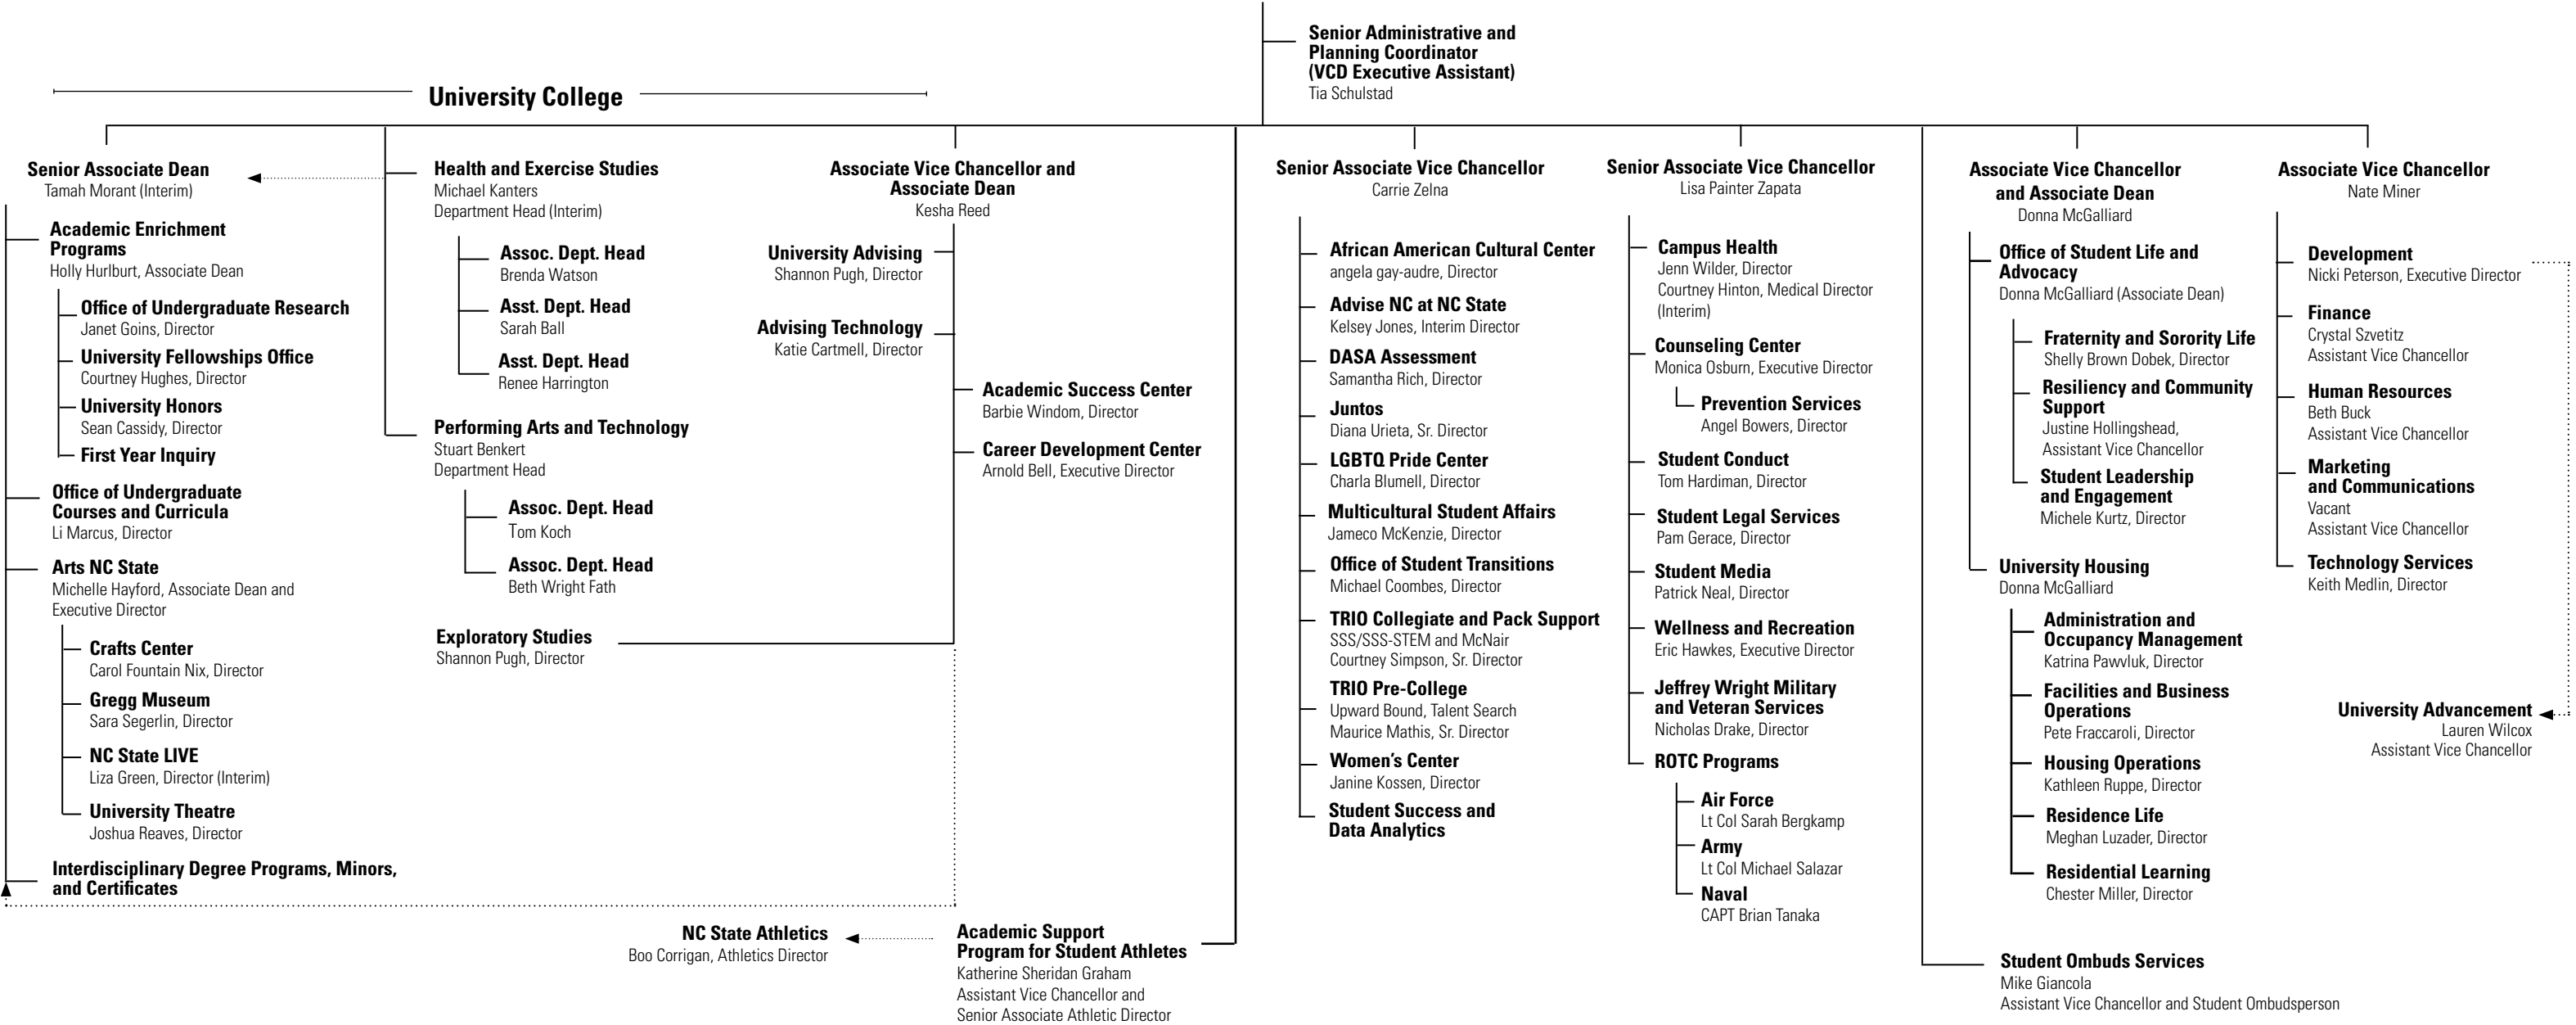 Senior Administrative and
Planning Coordinator
(VCD Executive Assistant)
Tia Schulstad
University College
Senior Associate Dean
Tamah Morant (Interim)
Academic Enrichment
Programs
Holly Hurlburt, Associate Dean
Office of Undergraduate Research
Janet Goins, Director
University Fellowships Office
Courtney Hughes, Director
University Honors
Sean Cassidy, Director
First Year Inquiry
Office of Undergraduate
Courses and Curricula
Li Marcus, Director
Arts NC State
Michelle Hayford, Associate Dean and
Executive Director
Crafts Center
Carol Fountain Nix, Director
Gregg Museum
Sara Segerlin, Director
NC State LIVE
Liza Green, Director (Interim)
University Theatre
Joshua Reaves, Director
Interdisciplinary Degree Programs, Minors,
and Certificates
Health and Exercise Studies
Michael Kanters
Department Head (Interim)
Assoc. Dept. Head
Brenda Watson
Asst. Dept. Head
Sarah Ball
Asst. Dept. Head
Renee Harrington
Performing Arts and Technology
Stuart Benkert
Department Head
Assoc. Dept. Head
Tom Koch
Assoc. Dept. Head
Beth Wright Fath
Exploratory Studies
Shannon Pugh, Director
Associate Vice Chancellor and
Associate Dean
Kesha Reed
University Advising
Shannon Pugh, Director
Advising Technology
Katie Cartmell, Director
Academic Success Center
Barbie Windom, Director
Career Development Center
Arnold Bell, Executive Director
NC State Athletics
Boo Corrigan, Athletics Director
Academic Support
Program for Student Athletes
Katherine Sheridan Graham
Assistant Vice Chancellor and
Senior Associate Athletic Director
Senior Associate Vice Chancellor
Carrie Zelna
African American Cultural Center
angela gay-audre, Director
Advise NC at NC State
Kelsey Jones, Interim Director
DASA Assessment
Samantha Rich, Director
Juntos
Diana Urieta, Sr. Director
LGBTQ Pride Center
Charla Blumell, Director
Multicultural Student Affairs
Jameco McKenzie, Director
Office of Student Transitions
Michael Coombes, Director
TRIO Collegiate and Pack Support
SSS/SSS-STEM and McNair
Courtney Simpson, Sr. Director
TRIO Pre-College
Upward Bound, Talent Search
Maurice Mathis, Sr. Director
Women's Center
Janine Kossen, Director
Student Success and
Data Analytics
Senior Associate Vice Chancellor
Lisa Painter Zapata
Campus Health
Jenn Wilder, Director
Courtney Hinton, Medical Director
(Interim)
Counseling Center
Monica Osburn, Executive Director
Prevention Services
Angel Bowers, Director
Student Conduct
Tom Hardiman, Director
Student Legal Services
Pam Gerace, Director
Student Media
Patrick Neal, Director
Wellness and Recreation
Eric Hawkes, Executive Director
Jeffrey Wright Military
and Veteran Services
Nicholas Drake, Director
ROTC Programs
Air Force
Lt Col Sarah Bergkamp
Army
Lt Col Michael Salazar
Naval
CAPT Brian Tanaka
Associate Vice Chancellor
and Associate Dean
Donna McGalliard
Office of Student Life and
Advocacy
Donna McGalliard (Associate Dean)
Fraternity and Sorority Life
Shelly Brown Dobek, Director
Resiliency and Community
Support
Justine Hollingshead,
Assistant Vice Chancellor
Student Leadership
and Engagement
Michele Kurtz, Director
University Housing
Donna McGalliard
Administration and
Occupancy Management
Katrina Pawvluk, Director
Facilities and Business
Operations
Pete Fraccaroli, Director
Housing Operations
Kathleen Ruppe, Director
Residence Life
Meghan Luzader, Director
Residential Learning
Chester Miller, Director
Student Ombuds Services
Mike Giancola
Assistant Vice Chancellor and Student Ombudsperson
Associate Vice Chancellor
Nate Miner
Development
Nicki Peterson, Executive Director
Finance
Crystal Szvetitz
Assistant Vice Chancellor
Human Resources
Beth Buck
Assistant Vice Chancellor
Marketing
and Communications
Vacant
Assistant Vice Chancellor
Technology Services
Keith Medlin, Director
University Advancement
Lauren Wilcox
Assistant Vice Chancellor